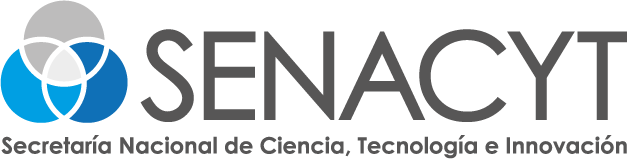 SENACYT
Secretaría Nacional de Ciencia, Tecnología e Innovación